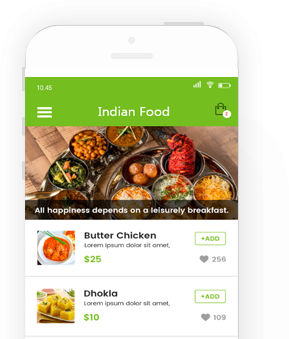 10.45
Indian Food
1
All happiness depends on a leisurely breakfast.
Butter Chicken
Lorem ipsum dolor sit amet,
$25
+ADD
256
Dhokla
Lorem ipsum dolor sit amet,
$10
+ADD
109